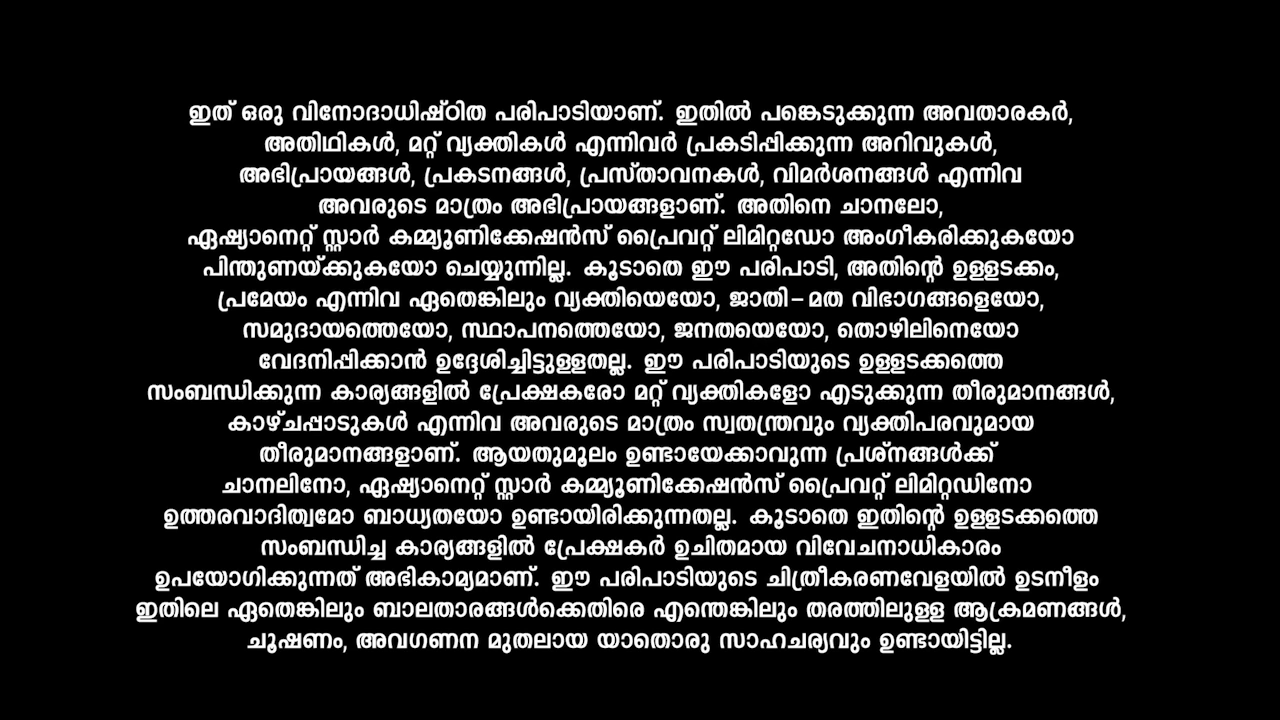 ഇത് ഒരു വിനോദാധിഷ്ഠിത പരിപാടിയാണ്. ഇതിൽ പങ്കെടുക്കുന്ന അവതാരകർ,
അതിഥികൾ, മറ്റ് വ്യക്തികൾ എന്നിവർ പ്രകടിപ്പിക്കുന്ന അറിവുകൾ,
അഭിപ്രായങ്ങൾ, പ്രകടനങ്ങൾ, പ്രസ്താവനകൾ, വിമർശനങ്ങൾ എന്നിവ
അവരുടെ മാത്രം അഭിപ്രായങ്ങളാണ്. അതിനെ ചാനലോ,
ഏഷ്യാനെറ്റ് സ്റ്റാർ കമ്മ്യൂണിക്കേഷൻസ് പ്രൈവറ്റ് ലിമിറ്റഡോ അംഗീകരിക്കുകയോ
പിന്തുണയ്ക്കുകയോ ചെയ്യുന്നില്ല. കൂടാതെ ഈ പരിപാടി, അതിന്റെ ഉള്ളടക്കം,
പ്രമേയം എന്നിവ ഏതെങ്കിലും വ്യക്തിയെയോ, ജാതി-മത വിഭാഗങ്ങളെയോ,
സമുദായത്തെയോ, സ്ഥാപനത്തെയോ, ജനതയെയോ, തൊഴിലിനെയോ
വേദനിപ്പിക്കാൻ ഉദ്ദേശിച്ചിട്ടുള്ളതല്ല. ഈ പരിപാടിയുടെ ഉള്ളടക്കത്തെ
സംബന്ധിക്കുന്ന കാര്യങ്ങളിൽ പ്രേക്ഷകരോ മറ്റ് വ്യക്തികളോ എടുക്കുന്ന തീരുമാനങ്ങൾ,
കാഴ്ചപ്പാടുകൾ എന്നിവ അവരുടെ മാത്രം സ്വതന്ത്രവും വ്യക്തിപരവുമായ
തീരുമാനങ്ങളാണ്. ആയതുമൂലം ഉണ്ടായേക്കാവുന്ന പ്രശ്നങ്ങൾക്ക്
ചാനലിനോ, ഏഷ്യാനെറ്റ് സ്റ്റാർ കമ്മ്യൂണിക്കേഷൻസ് പ്രൈവറ്റ് ലിമിറ്റഡിനോ
ഉത്തരവാദിത്വമോ ബാധ്യതയോ ഉണ്ടായിരിക്കുന്നതല്ല. കൂടാതെ ഇതിന്റെ ഉള്ളടക്കത്തെ
സംബന്ധിച്ച കാര്യങ്ങളിൽ പ്രേക്ഷകർ ഉചിതമായ വിവേചനാധികാരം
ഉപയോഗിക്കുന്നത് അഭികാമ്യമാണ്. ഈ പരിപാടിയുടെ ചിത്രീകരണവേളയിൽ ഉടനീളം
ഇതിലെ ഏതെങ്കിലും ബാലതാരങ്ങൾക്കെതിരെ എന്തെങ്കിലും തരത്തിലുള്ള ആക്രമണങ്ങൾ,
ചൂഷണം, അവഗണന മുതലായ യാതൊരു സാഹചര്യവും ഉണ്ടായിട്ടില്ല.